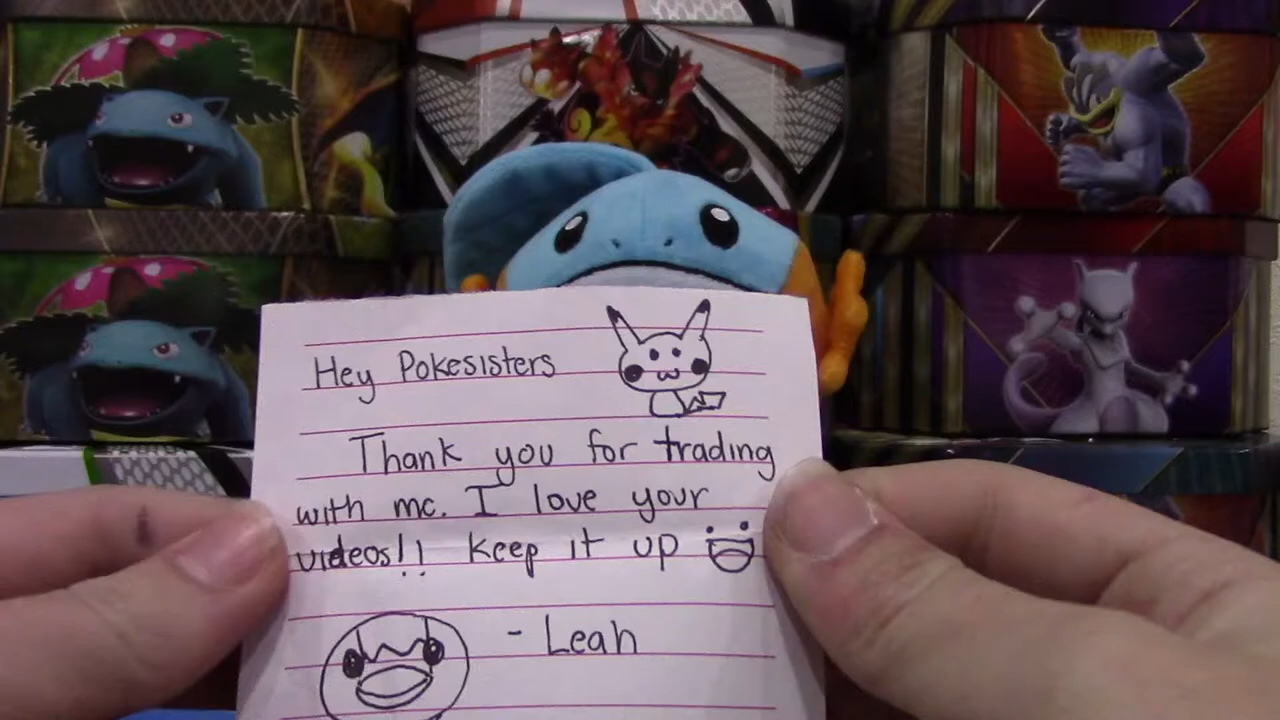 Hey Pokesisters
Thank you for trading
with me. I love your
videos!! Keep it up
- Leah